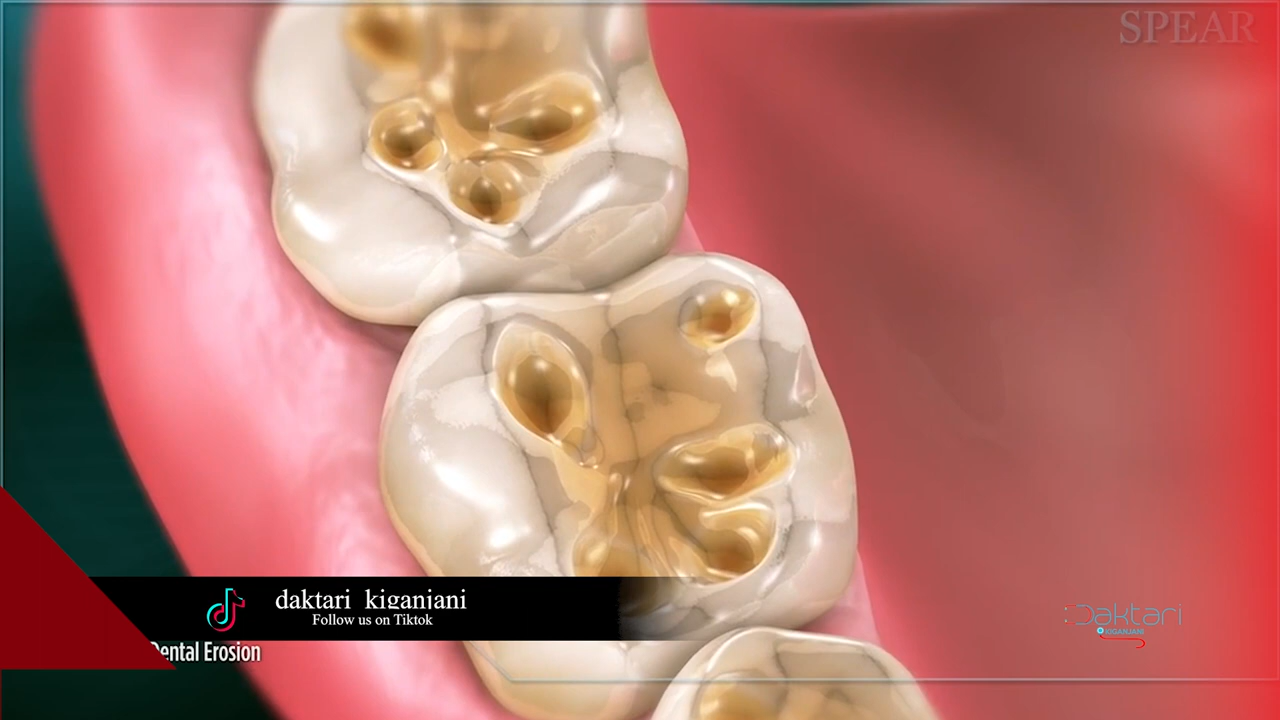 SPEAR
daktari kiganjani
Follow us on Tiktok
Daktari
KIGANJANI
Dental Erosion